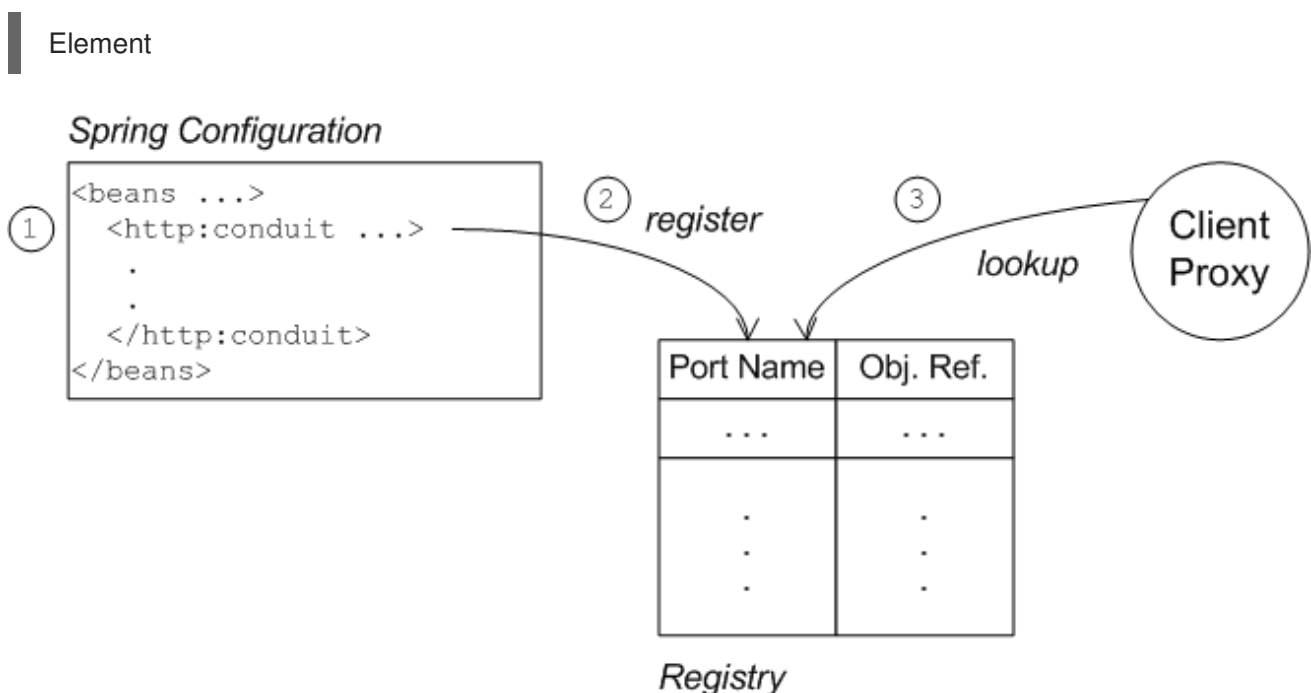 Element
Spring Configuration
1
<beans ...>
<http:conduit ...>
.
.
</http:conduit>
</beans>
2
register
3
lookup
Client
Proxy
Port Name
Obj. Ref.
...
...
.
.
.
.
.
.
Registry